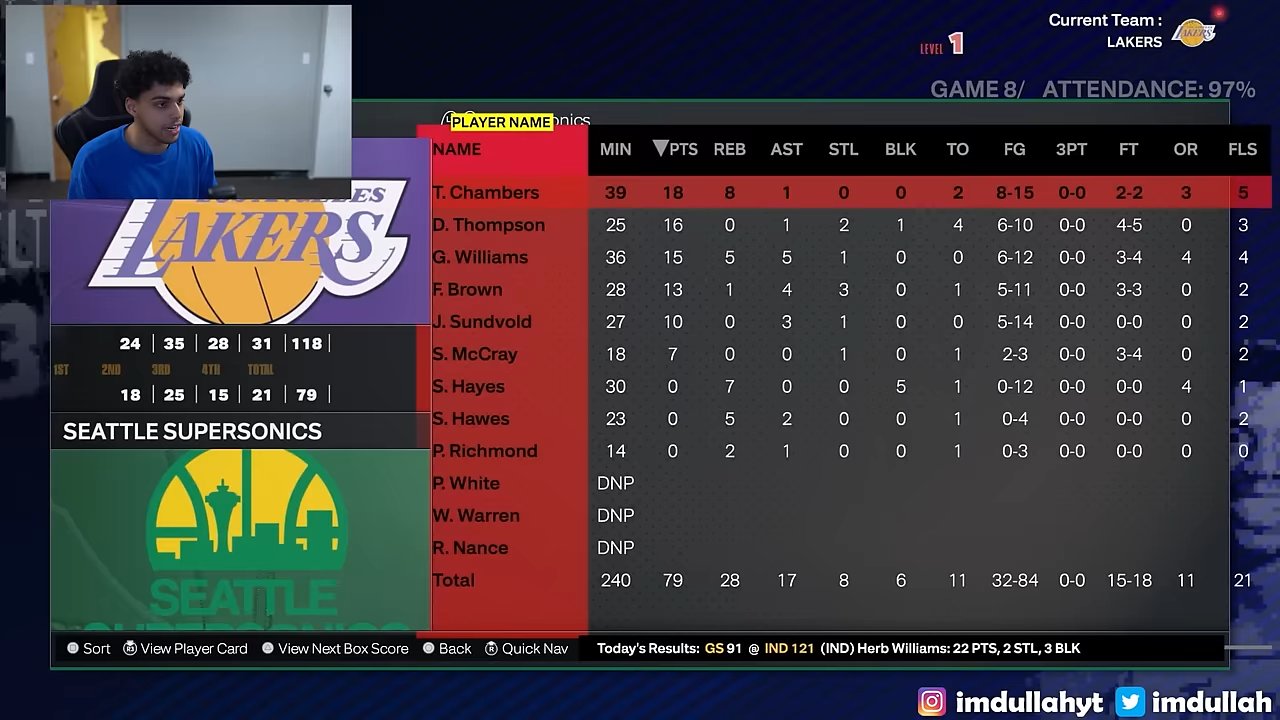 Current Team :
LAKERS
LEVEL 1
GAME 8/ ATTENDANCE: 97%
PLAYER NAME
NAME MIN PTS REB AST STL BLK TO FG 3PT FT OR FLS
T. Chambers 39 18 8 1 0 0 2 8-15 0-0 2-2 3 5
D. Thompson 25 16 0 1 2 1 4 6-10 0-0 4-5 0 3
G. Williams 36 15 5 5 1 0 0 6-12 0-0 3-4 4 4
F. Brown 28 13 1 4 3 0 1 5-11 0-0 3-3 0 2
J. Sundvold 27 10 0 3 1 0 0 5-14 0-0 0-0 0 2
S. McCray 18 7 0 0 1 0 1 2-3 0-0 3-4 0 2
S. Hayes 30 0 7 0 0 5 1 0-12 0-0 0-0 4 1
S. Hawes 23 0 5 2 0 0 1 0-4 0-0 0-0 0 2
P. Richmond 14 0 2 1 0 0 1 0-3 0-0 0-0 0 0
P. White DNP
W. Warren DNP
R. Nance DNP
Total 240 79 28 17 8 6 11 32-84 0-0 15-18 11 21
LOS ANGELES
LAKERS
24 35 28 31 118
1ST 2ND 3RD 4TH TOTAL
18 25 15 21 79
SEATTLE SUPERSONICS
SEATTLE
SUPERSONICS
Sort View Player Card View Next Box Score Back Quick Nav
Today's Results: GS 91 @ IND 121 (IND) Herb Williams: 22 PTS, 2 STL, 3 BLK
imdullahyt imdullah